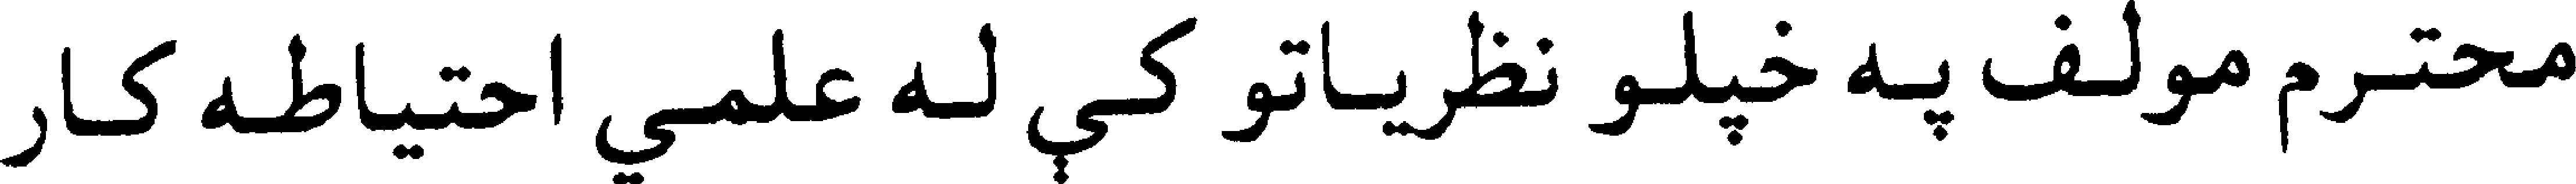 محترم مولف په خپلو نظرياتو کې له علمي احتياطه کار